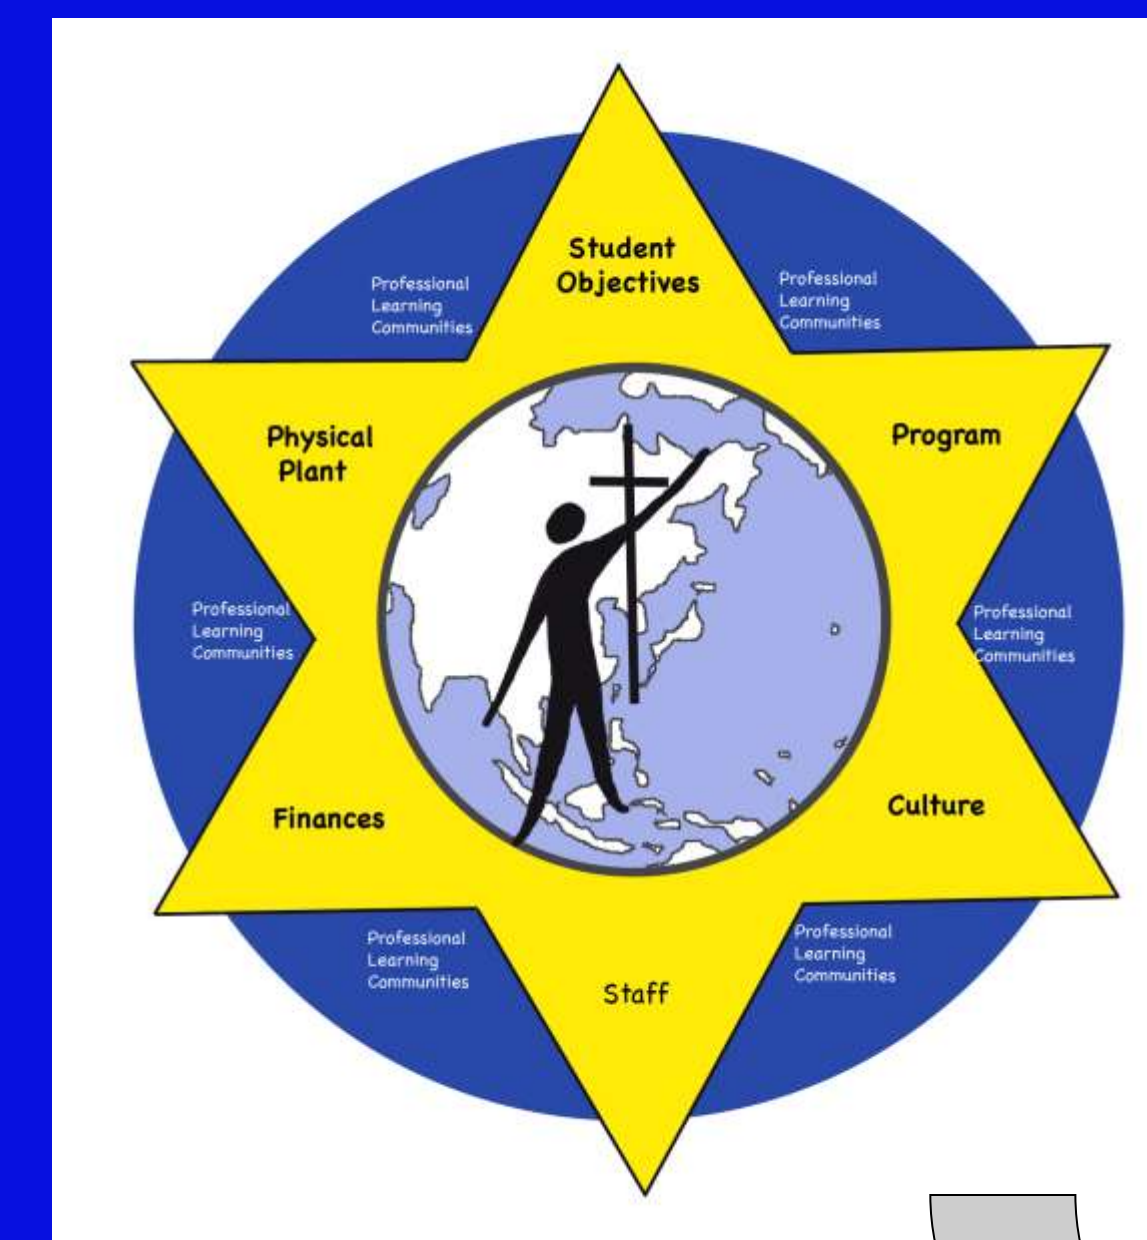 Student
Objectives
Professional
Learning
Communities
Professional
Learning
Communities
Physical
Plant
Program
Professional
Learning
Communities
Professional
Learning
Communities
Finances
Culture
Professional
Learning
Communities
Professional
Learning
Communities
Staff